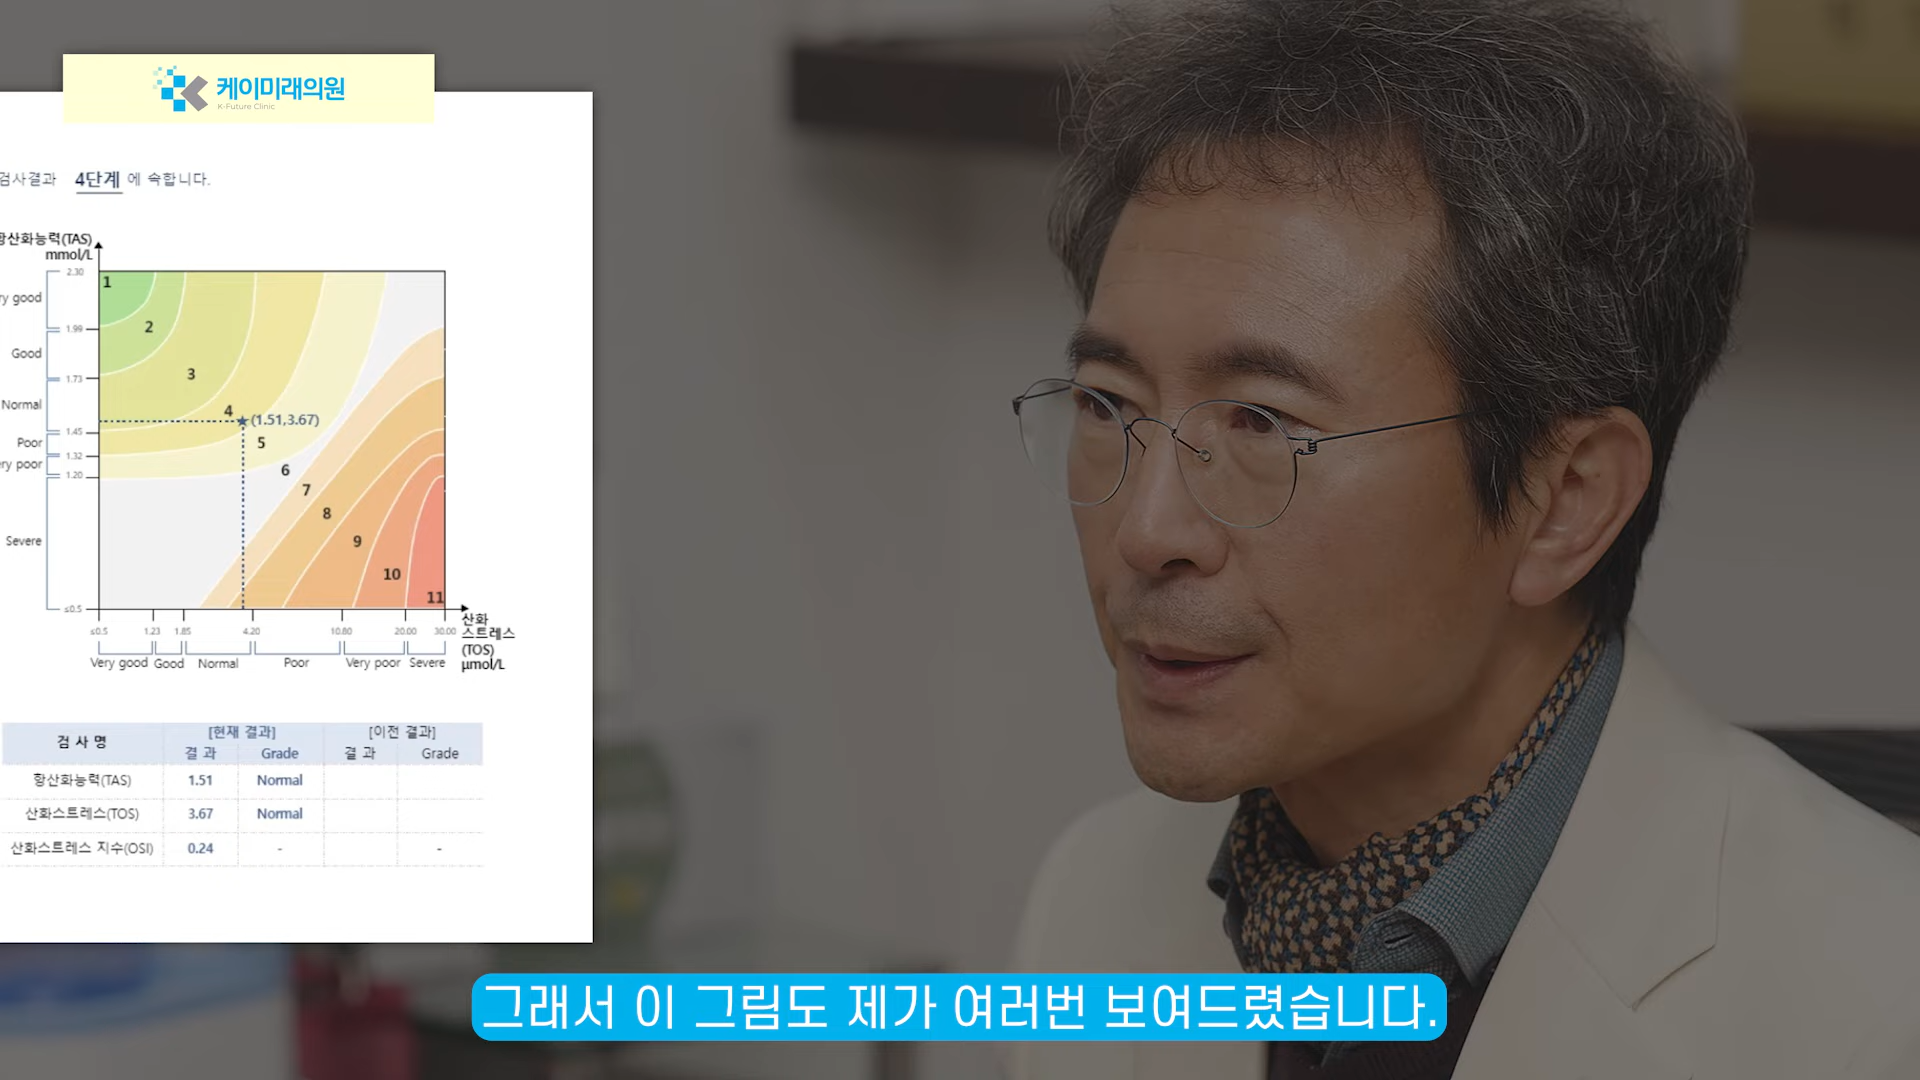 케이미래의원
K-Future Clinic
검사결과 4단계 에 속합니다.
항산화능력(TAS)
mmol/L
2.30
1.99
1.73
1.45
1.32
1.20
≤0.5
ry good
Good
Normal
Poor
ry poor
Severe
1
2
3
4
(1.51,3.67)
5
6
7
8
9
10
11
≤0.5 1.23 1.85 4.20 10.80 20.00 30.00
Very good Good Normal Poor Very poor Severe
산화
스트레스
(TOS)
μmol/L
검 사 명 [현재 결과] [이전 결과]
결 과 Grade 결 과 Grade
항산화능력(TAS) 1.51 Normal
산화스트레스(TOS) 3.67 Normal
산화스트레스 지수(OSI) 0.24 - -
그래서 이 그림도 제가 여러번 보여드렸습니다.